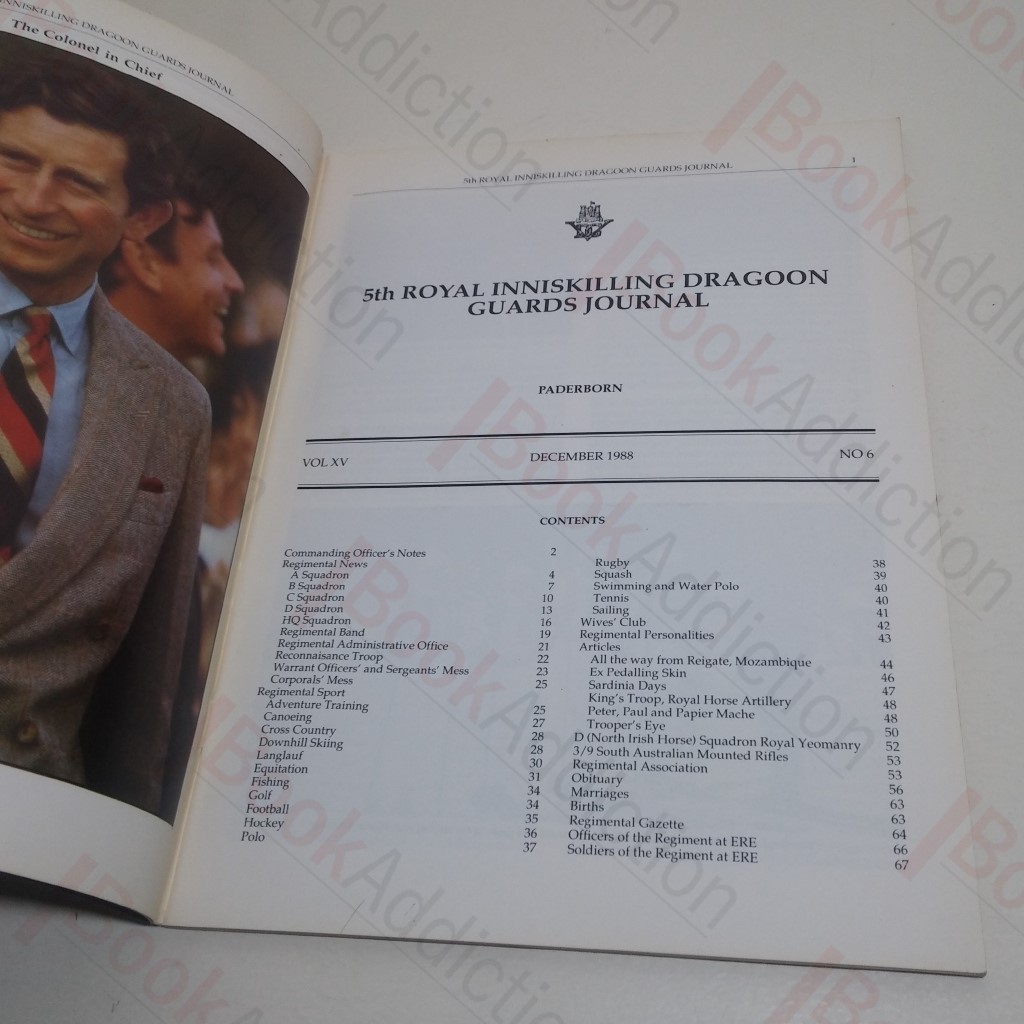 INNISKILLING DRAGOON GUARDS JOURNAL
The Colonel in Chief
5th ROYAL INNISKILLING DRAGOON GUARDS JOURNAL 1
5th ROYAL INNISKILLING DRAGOON
GUARDS JOURNAL
PADERBORN
VOL XV DECEMBER 1988 NO 6
CONTENTS
Commanding Officer's Notes 2
Regimental News
A Squadron 4
B Squadron 7
C Squadron 10
D Squadron 13
HQ Squadron 16
Regimental Band 19
Regimental Administrative Office 21
Reconnaisance Troop 22
Warrant Officers' and Sergeants' Mess 23
Corporals' Mess 25
Regimental Sport
Adventure Training 25
Canoeing 27
Cross Country 28
Downhill Skiing 28
Langlauf 30
Equitation 31
Fishing 34
Golf 34
Football 35
Hockey 36
Polo 37
Rugby 38
Squash 39
Swimming and Water Polo 40
Tennis 40
Sailing 41
Wives' Club 42
Regimental Personalities 43
Articles
All the way from Reigate, Mozambique 44
Ex Pedalling Skin 46
Sardinia Days 47
King's Troop, Royal Horse Artillery 48
Peter, Paul and Papier Mache 48
Trooper's Eye 50
D (North Irish Horse) Squadron Royal Yeomanry 52
3/9 South Australian Mounted Rifles 53
Regimental Association 53
Obituary 56
Marriages 63
Births 63
Regimental Gazette 64
Officers of the Regiment at ERE 66
Soldiers of the Regiment at ERE 67
BookAddiction
BookAddiction
BookAddiction
BookAddiction
BookAddiction
BookAddiction